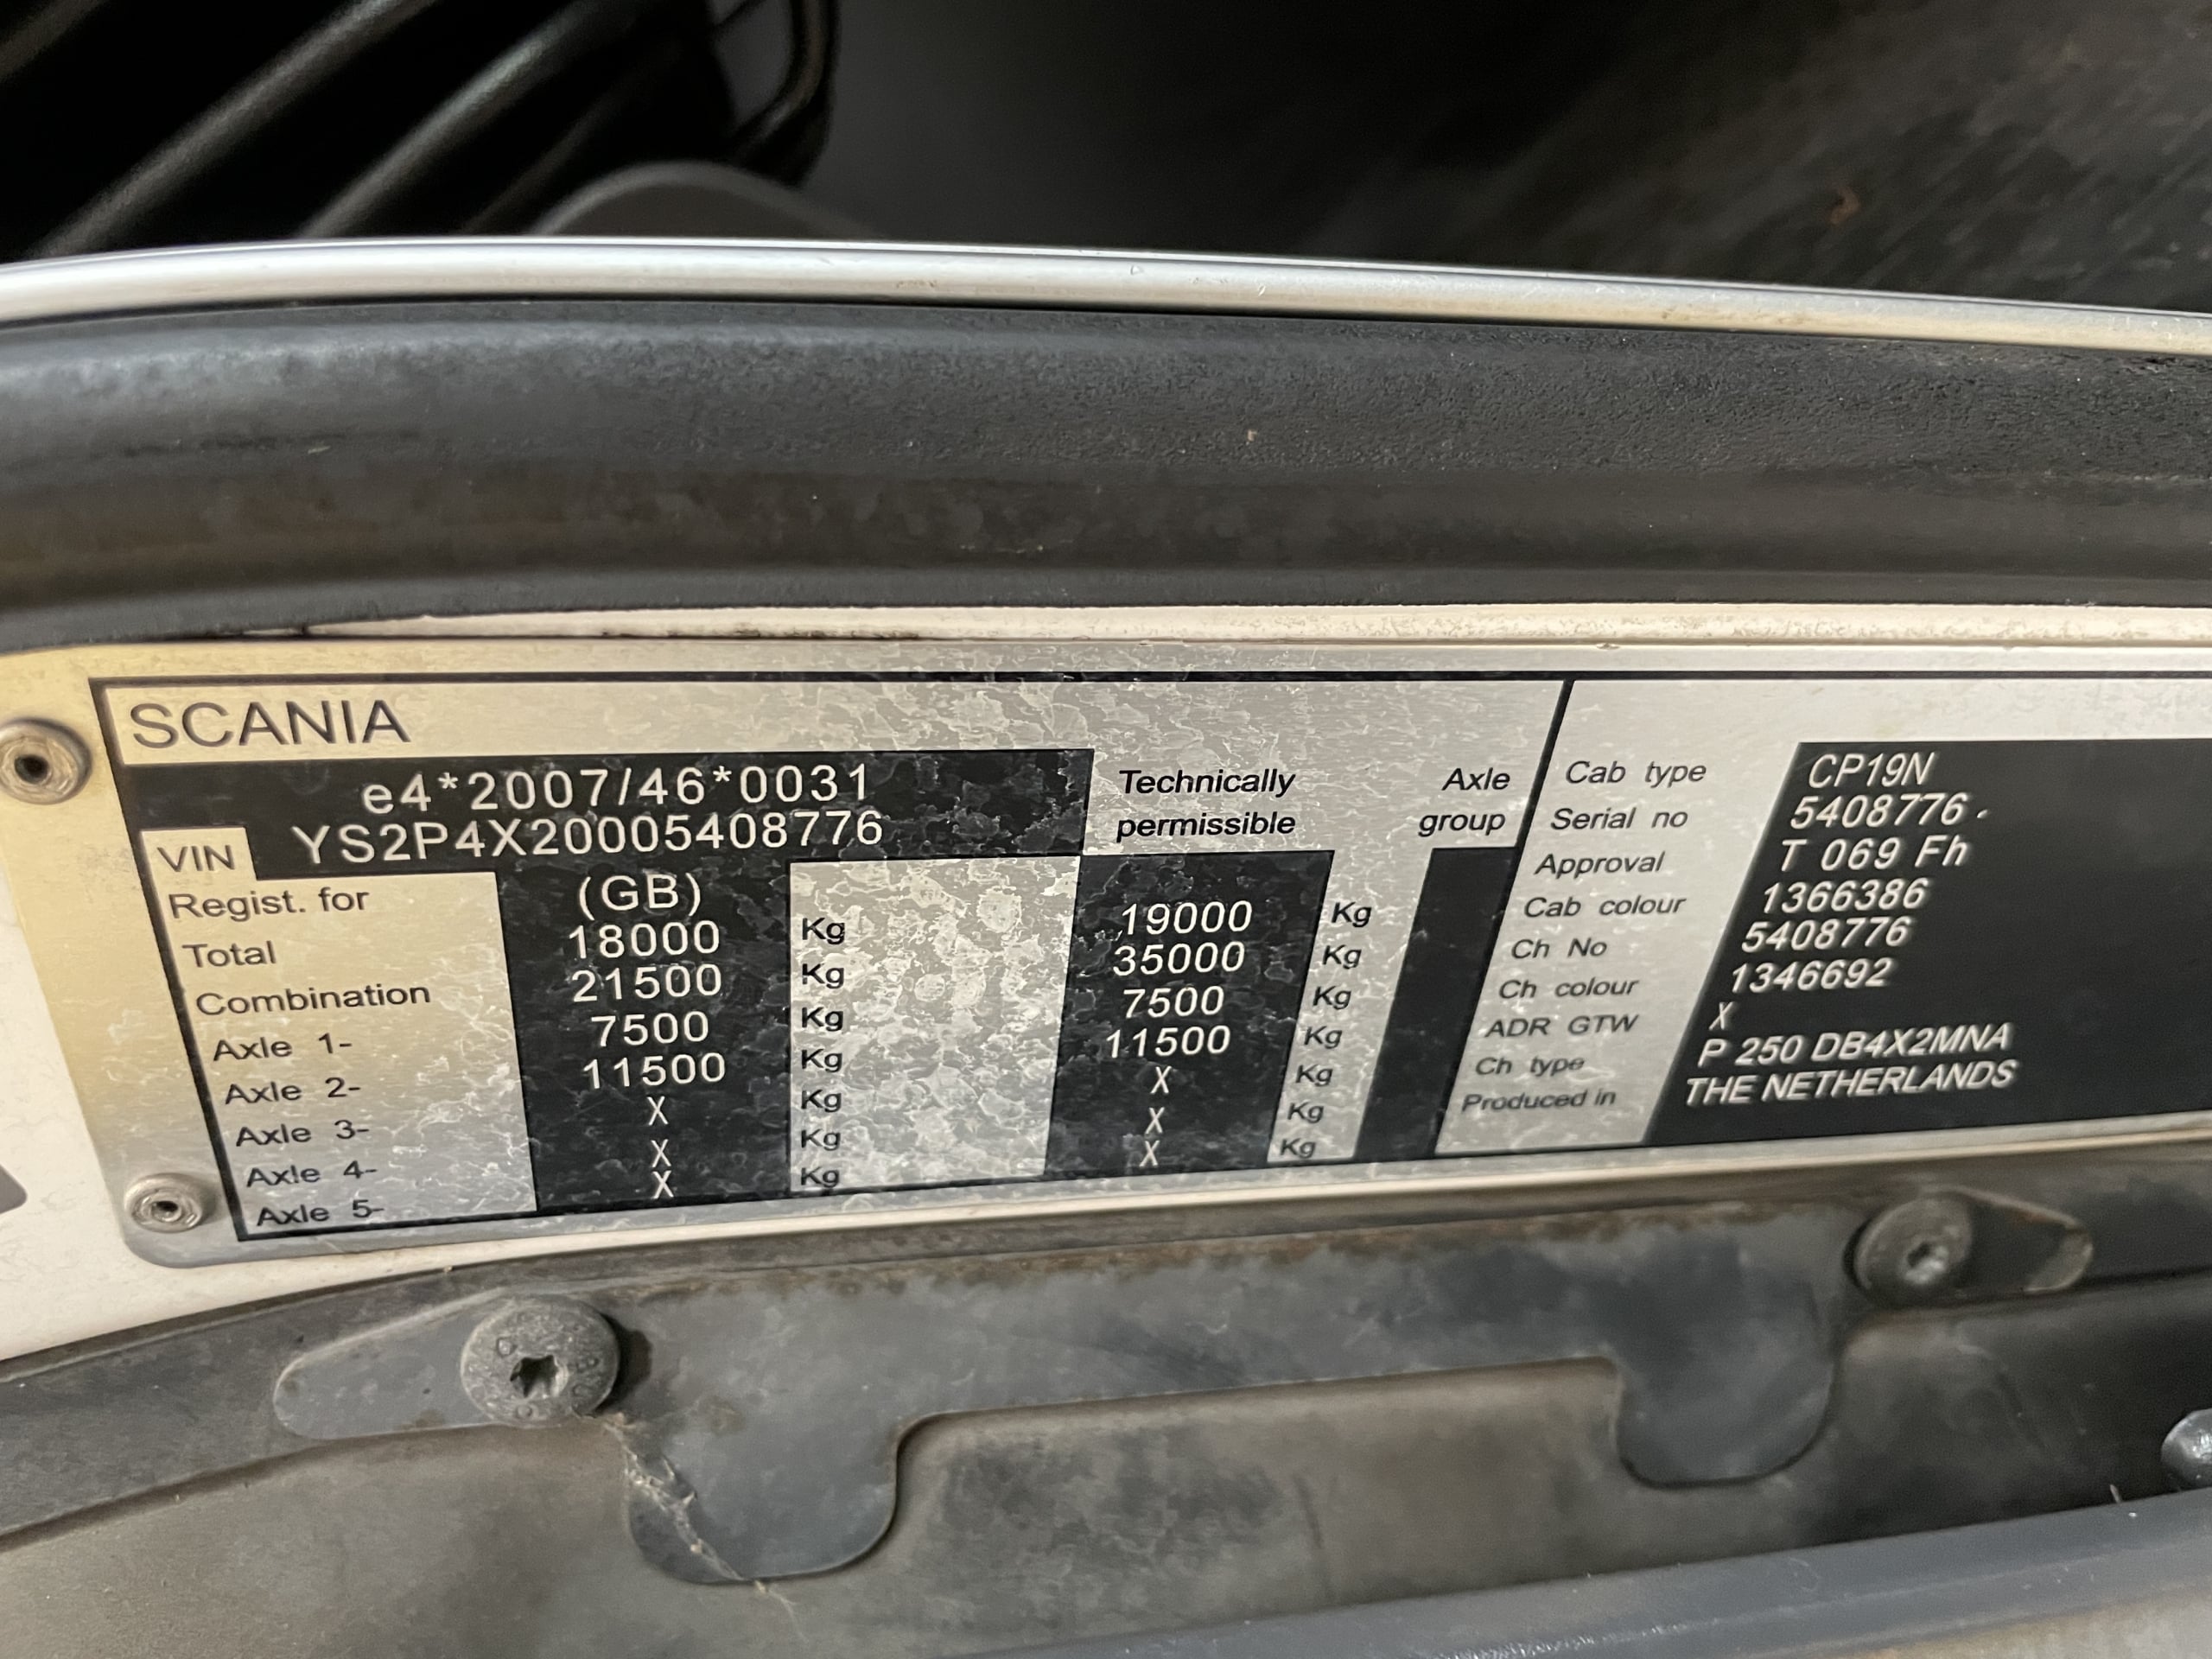 SCANIA
e4*2007/46*0031
VIN YS2P4X20005408776
Technically permissible
Axle group
Regist. for (GB)
Total 18000 Kg 19000 Kg
Combination 21500 Kg 35000 Kg
Axle 1- 7500 Kg 7500 Kg
Axle 2- 11500 Kg 11500 Kg
Axle 3- X Kg X Kg
Axle 4- X Kg X Kg
Axle 5- X Kg X Kg
Cab type CP19N
Serial no 5408776
Approval T 069 Fh
Cab colour 1366386
Ch No 5408776
Ch colour 1346692
ADR GTW X
Ch type P 250 DB4X2MNA
Produced in THE NETHERLANDS